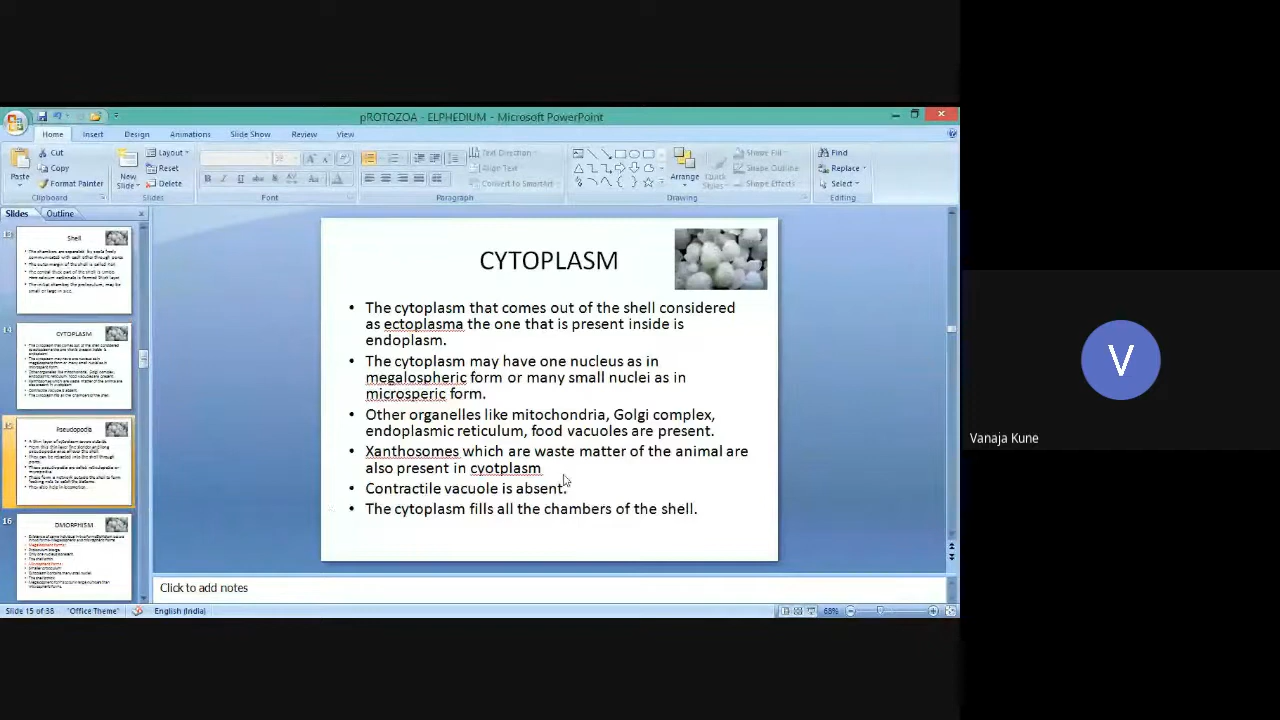 pROTOZOA - ELPHEDIUM - Microsoft PowerPoint
Home Insert Design Animations Slide Show Review View
Paste
Cut
Copy
Format Painter
Clipboard
New Slide
Layout
Reset
Delete
Slides
Font
Text Direction
Align Text
Convert to SmartArt
Paragraph
Arrange
Quick Styles
Shape Fill
Shape Outline
Shape Effects
Drawing
Find
Replace
Select
Editing
Slides Outline
Shell
14
CYTOPLASM
15
Pseudopodia
16
DMORPHISM
CYTOPLASM
• The cytoplasm that comes out of the shell considered
as ectoplasma the one that is present inside is
endoplasm.
• The cytoplasmy may have one nucleus as in
megalospheric form or many small nuclei as in
microsperic form.
• Other organelles like mitochondria, Golgi complex,
endoplasmic reticulum, food vacuoles are present.
• Xanthosomes which are waste matter of the animal are
also present in cyotplasm
• Contractile vacuole is absent.
• The cytoplasm fills all the chambers of the shell.
Click to add notes
Slide 15 of 38 "Office Theme" English (India) 68%
V
Vanaja Kune